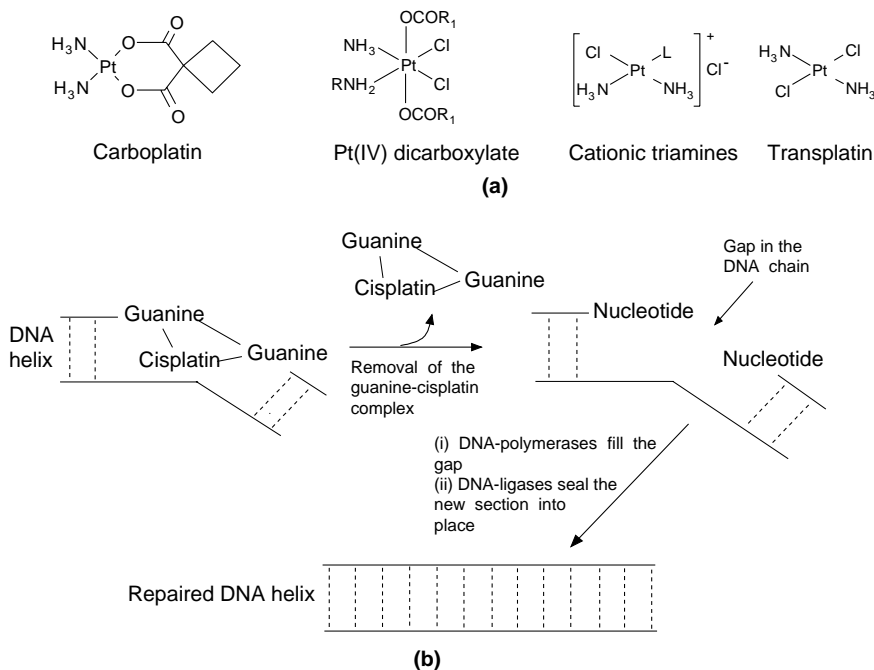 O
O
H₃N
O
Pt
H₃N
O
Carboplatin
OCOR₁
NH₃
Cl
Pt
RNH₂
Cl
OCOR₁
Pt(IV) dicarboxylate
+
Cl
L
Pt
Cl⁻
H₃N
NH₃
Cationic triamines
H₃N
Cl
Pt
Cl
NH₃
Transplatin
(a)
Guanine
Cisplatin
Guanine
Gap in the
DNA chain
DNA
helix
Guanine
Cisplatin
Guanine
Removal of the
guanine-cisplatin
complex
Nucleotide
Nucleotide
(i) DNA-polymerases fill the
gap
(ii) DNA-ligases seal the
new section into
place
Repaired DNA helix
(b)